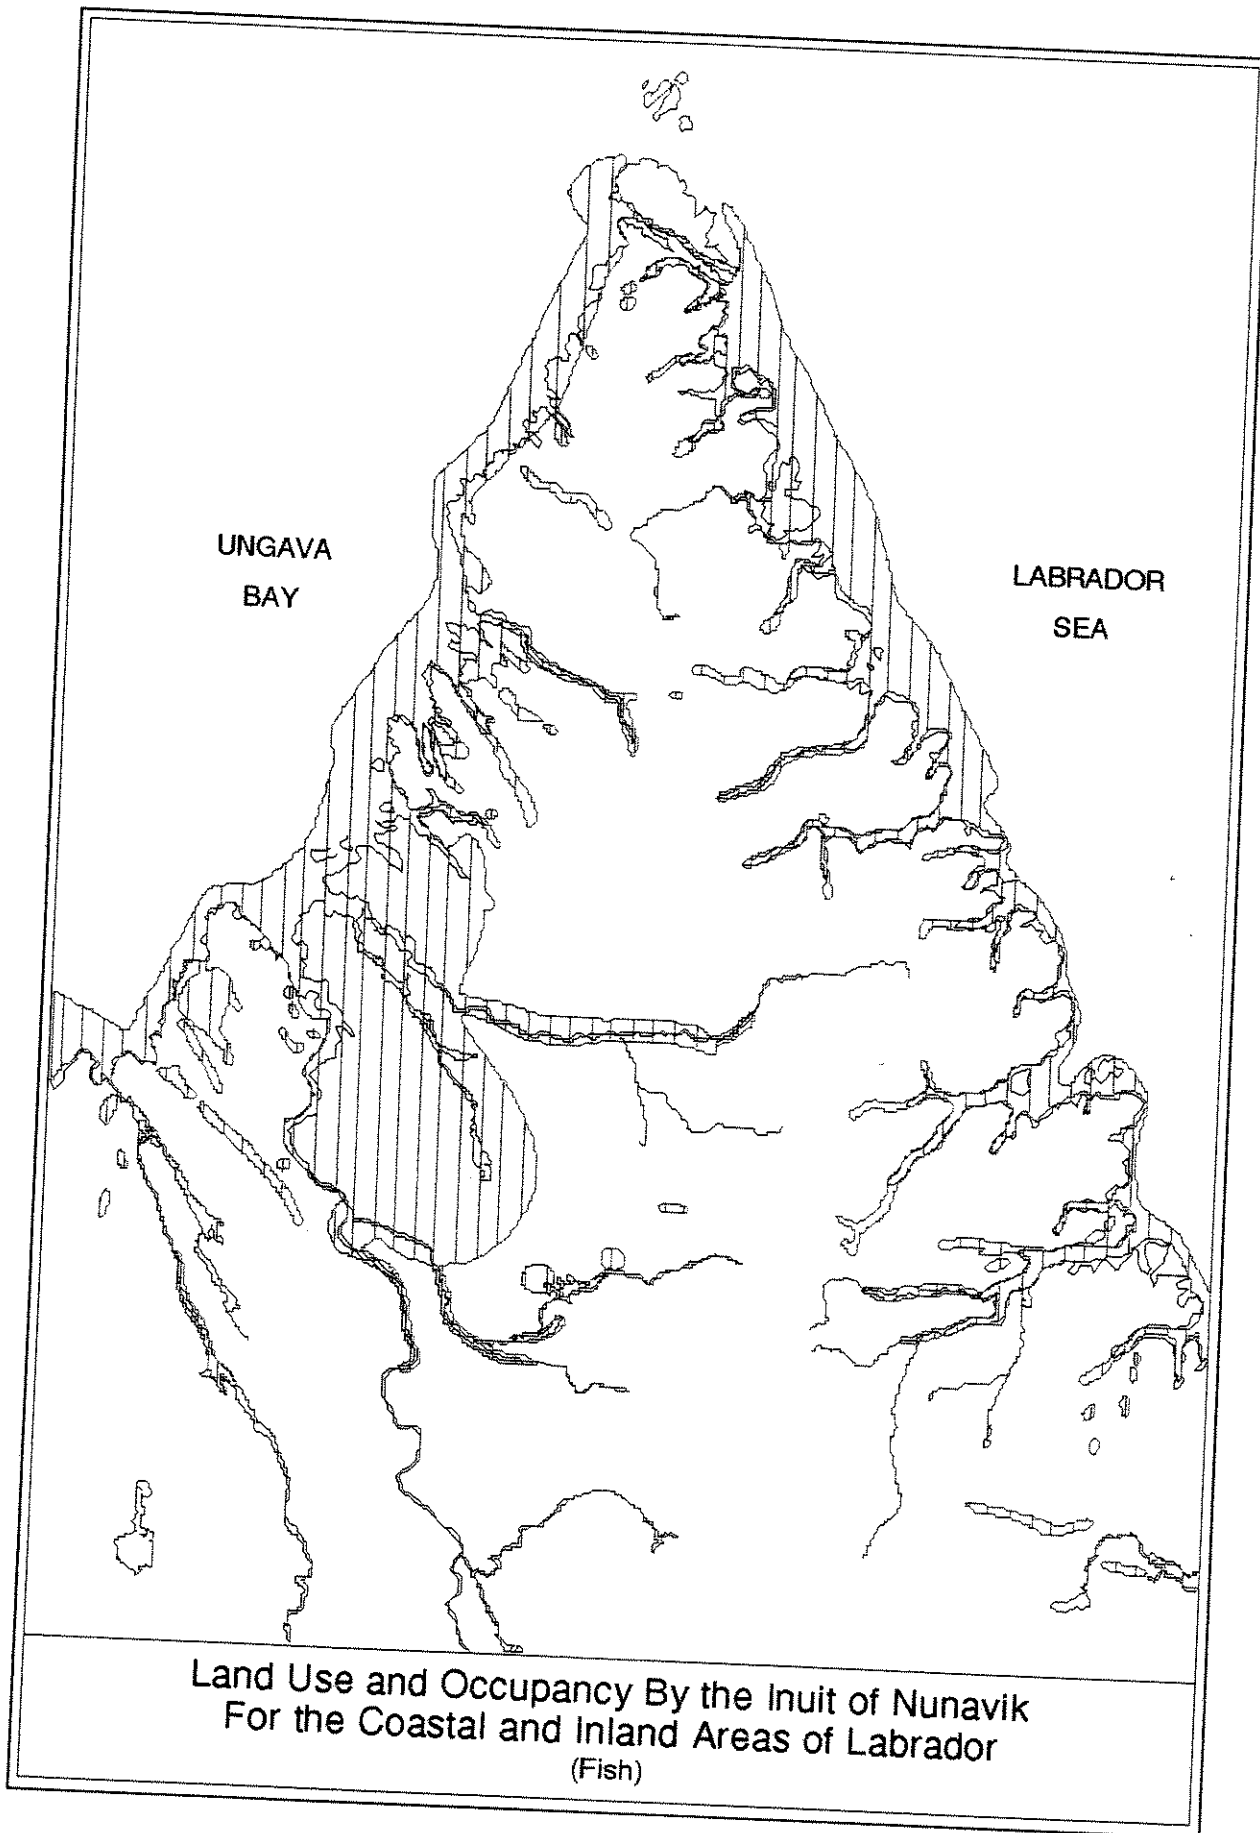 UNGAVA
BAY
LABRADOR
SEA
Land Use and Occupancy By the Inuit of Nunavik
For the Coastal and Inland Areas of Labrador
(Fish)